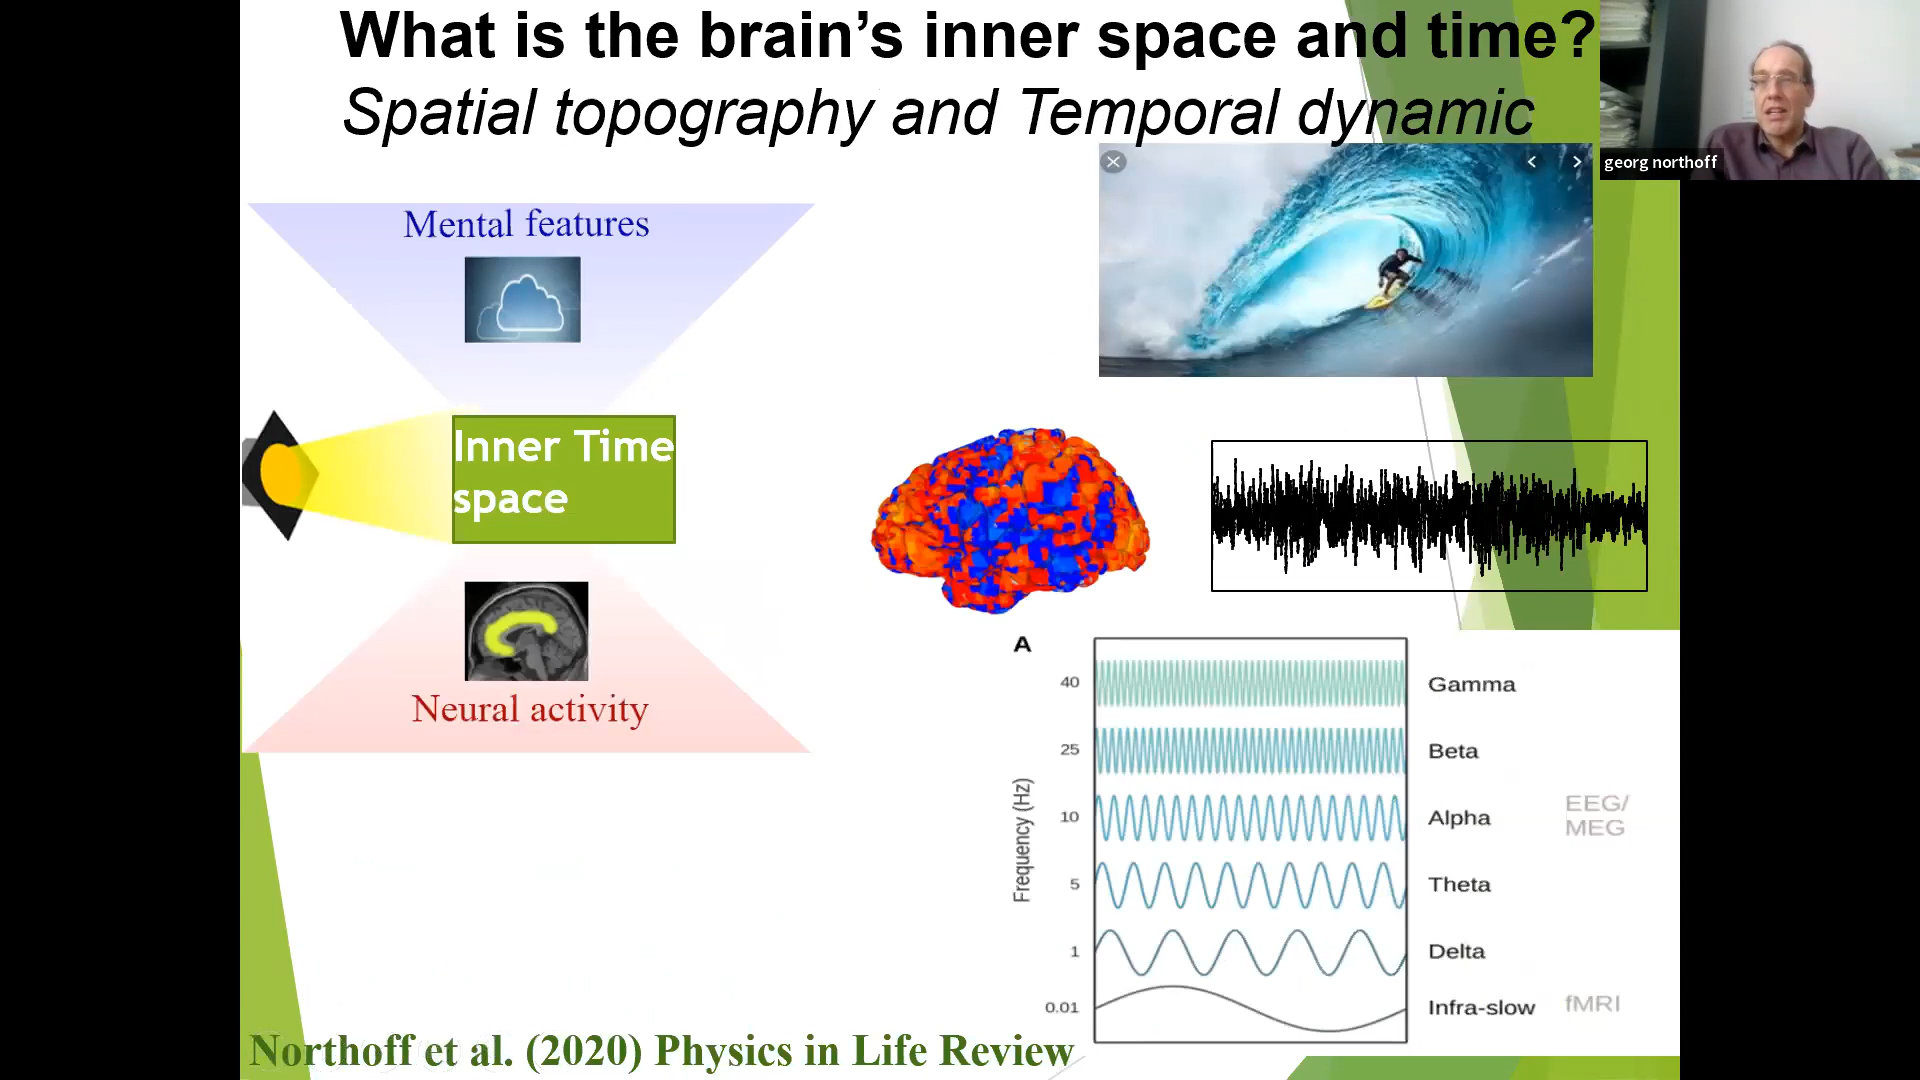 What is the brain’s inner space and time?
Spatial topography and Temporal dynamic
georg northoff
Mental features
Inner Time
space
Neural activity
A
Frequency (Hz)
40 Gamma
25 Beta
10 Alpha
EEG/
MEG
5 Theta
1 Delta
0.01 Infra-slow fMRI
Northoff et al. (2020) Physics in Life Review